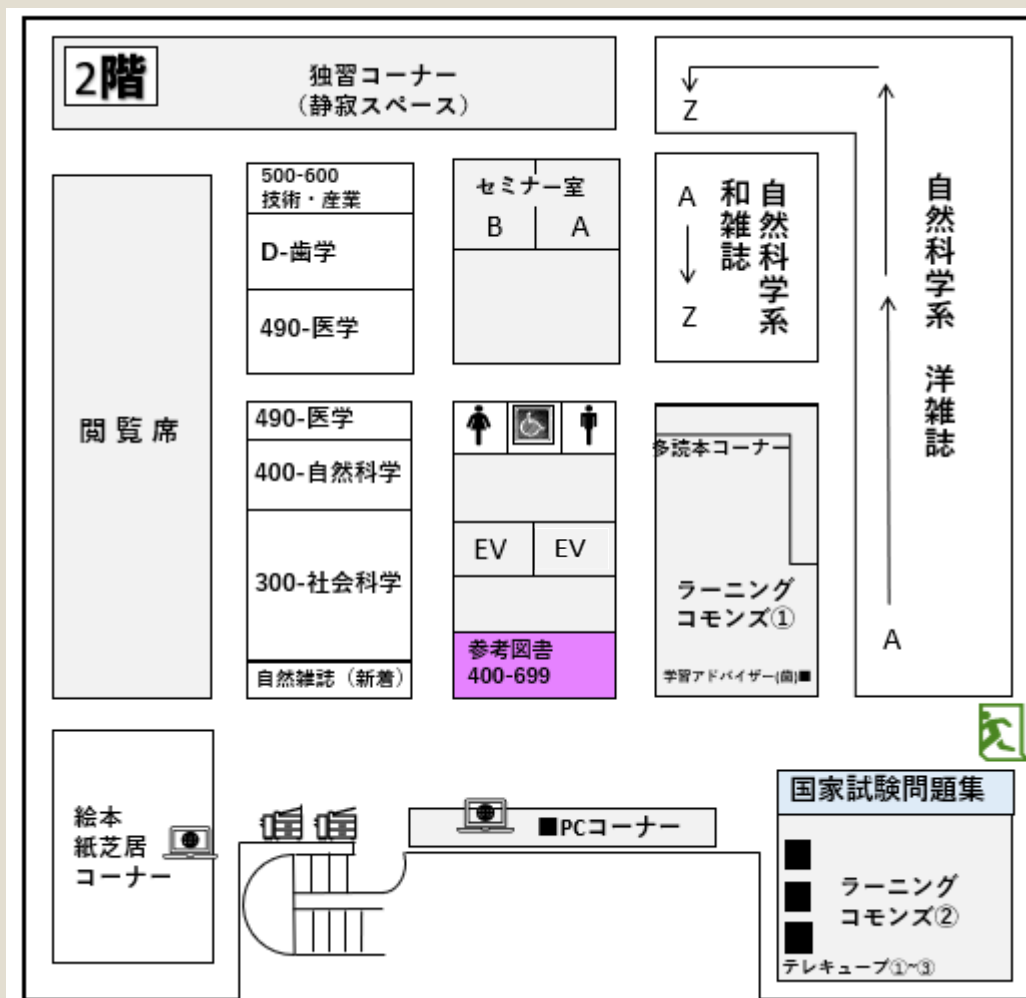 2階
独習コーナー
（静寂スペース）
Z
500-600
技術・産業
D-歯学
490-医学
セミナー室
B
A
A
Z
自然科学系
和雑誌
自然科学系 洋雑誌
A
閲覧席
490-医学
400-自然科学
300-社会科学
自然雑誌（新着）
EV
EV
参考図書
400-699
多読本コーナー
ラーニング
コモンズ①
学習アドバイザー(歯)■
絵本
紙芝居
コーナー
■PCコーナー
国家試験問題集
ラーニング
コモンズ②
テレキューブ①~③